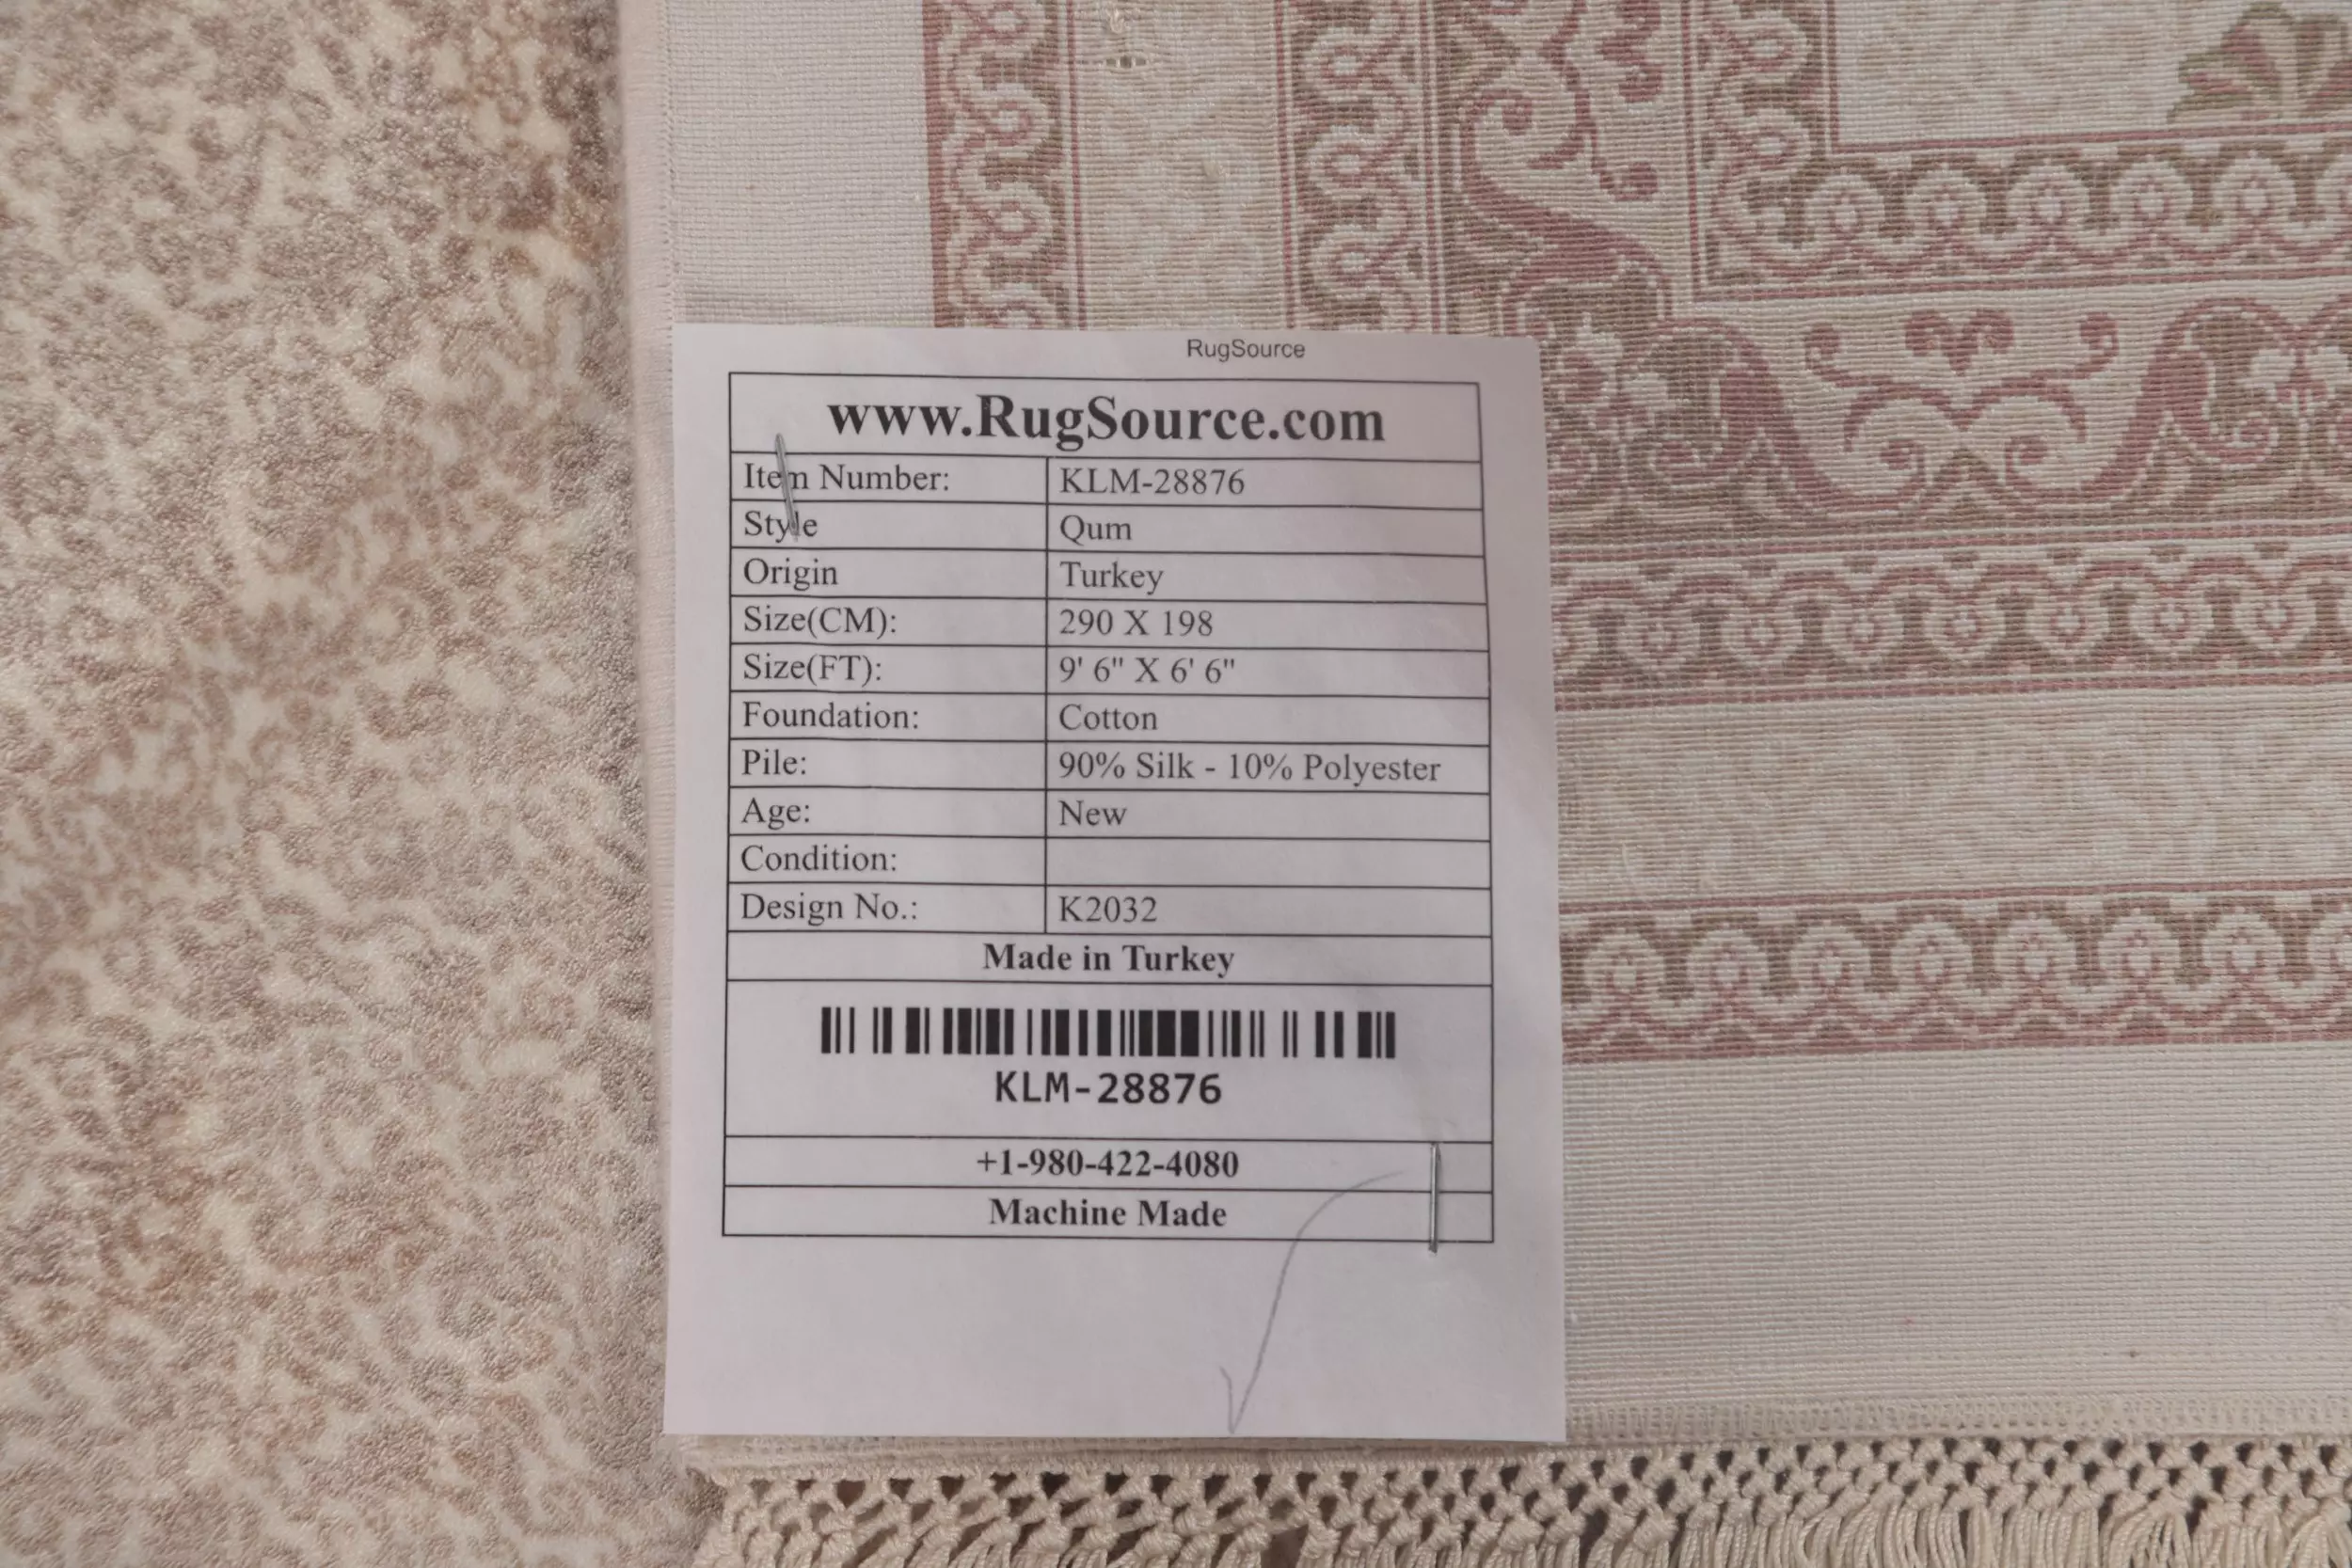 RugSource
www.RugSource.com
Item Number: KLM-28876
Style Qum
Origin Turkey
Size(CM): 290 X 198
Size(FT): 9' 6" X 6' 6"
Foundation: Cotton
Pile: 90% Silk - 10% Polyester
Age: New
Condition:
Design No.: K2032
Made in Turkey
KLM-28876
+1-980-422-4080
Machine Made